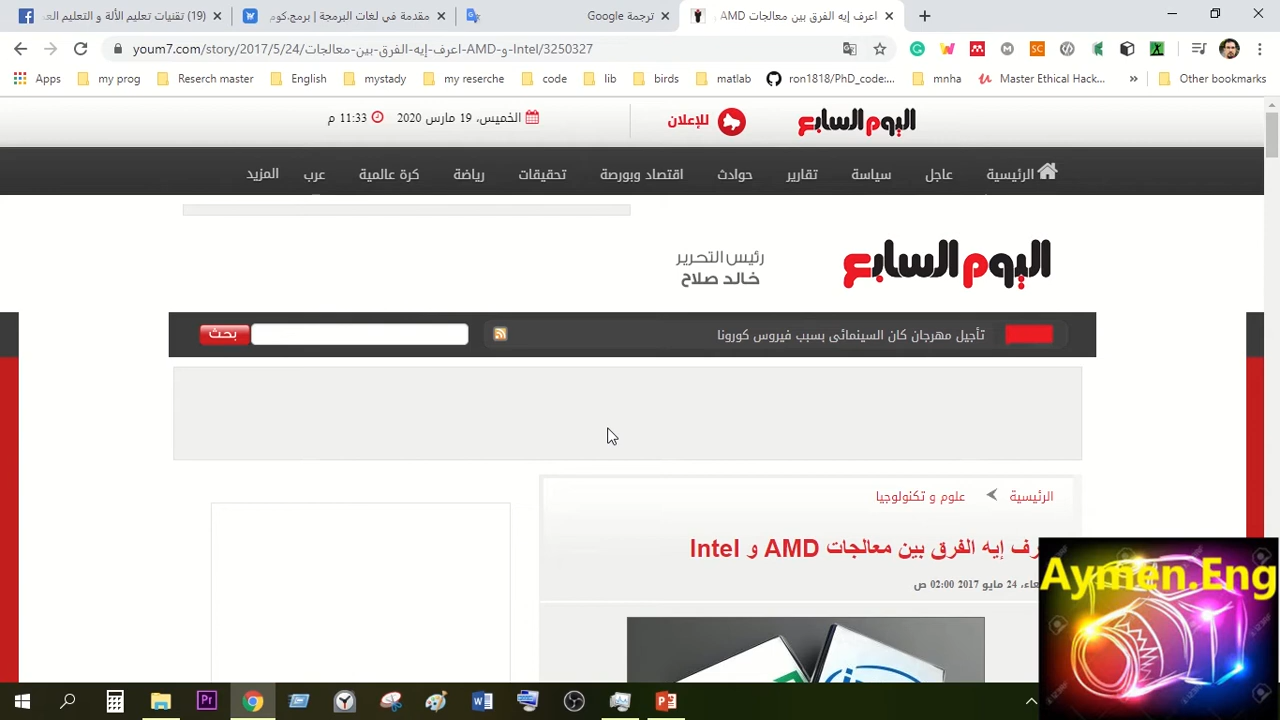 (19) تقنيات تعليم الألة و التعليم العـ
مقدمة في لغات البرمجة | برمج.كوم
ترجمة Google
اعرف إيه الفرق بين معالجات AMD
youm7.com/story/2017/5/24/اعرف-إيه-الفرق-بين-معالجات-AMD-و-Intel/3250327
Apps my prog Reserch master English mystady my reserche code lib birds matlab ron1818/PhD_code:... mnha Master Ethical Hack... » Other bookmarks
اليوم السابع
للإعلان
الخميس، 19 مارس 2020 11:33 م
الرئيسية عاجل سياسة تقارير حوادث اقتصاد وبورصة تحقيقات رياضة كرة عالمية عرب المزيد
اليوم السابع
رئيس التحرير
خالد صلاح
تأجيل مهرجان كان السينمائى بسبب فيروس كورونا
بحث
الرئيسية علوم و تكنولوجيا
رف إيه الفرق بين معالجات AMD و Intel
عاء، 24 مايو 2017 02:00 ص
Aymen.Eng